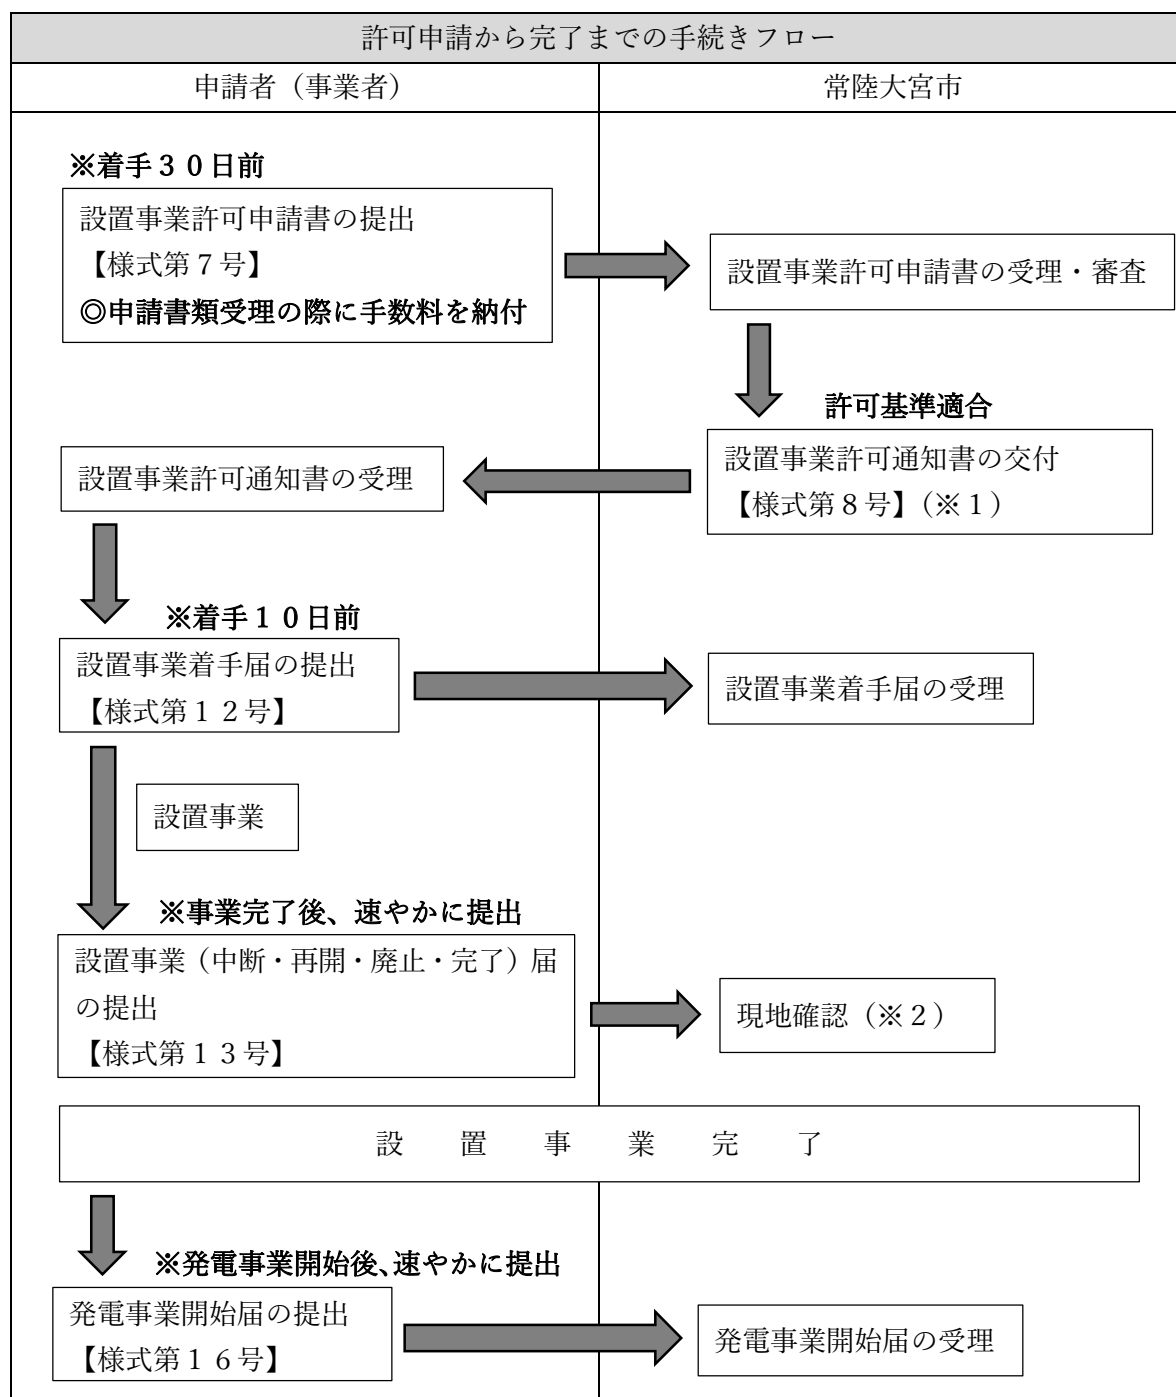 許可申請から完了までの手続きフロー
申請者（事業者）
常陸大宮市
※着手３０日前
設置事業許可申請書の提出
【様式第７号】
◎申請書類受理の際に手数料を納付
設置事業許可申請書の受理・審査
許可基準適合
設置事業許可通知書の交付
【様式第８号】（※１）
設置事業許可通知書の受理
※着手１０日前
設置事業着手届の提出
【様式第１２号】
設置事業着手届の受理
設置事業
※事業完了後、速やかに提出
設置事業（中断・再開・廃止・完了）届
の提出
【様式第１３号】
現地確認（※２）
設　置　事　業　完　了
※発電事業開始後、速やかに提出
発電事業開始届の提出
【様式第１６号】
発電事業開始届の受理